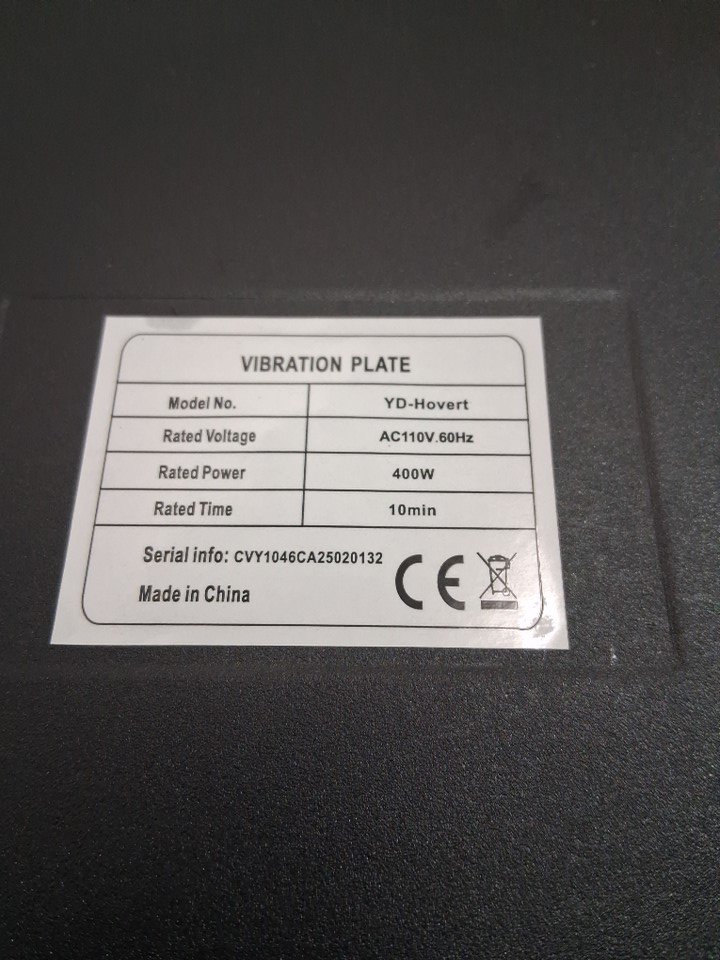 VIBRATION PLATE
Model No. YD-Hovert
Rated Voltage AC110V.60Hz
Rated Power 400W
Rated Time 10min
Serial info: CVY1046CA25020132
Made in China
CE